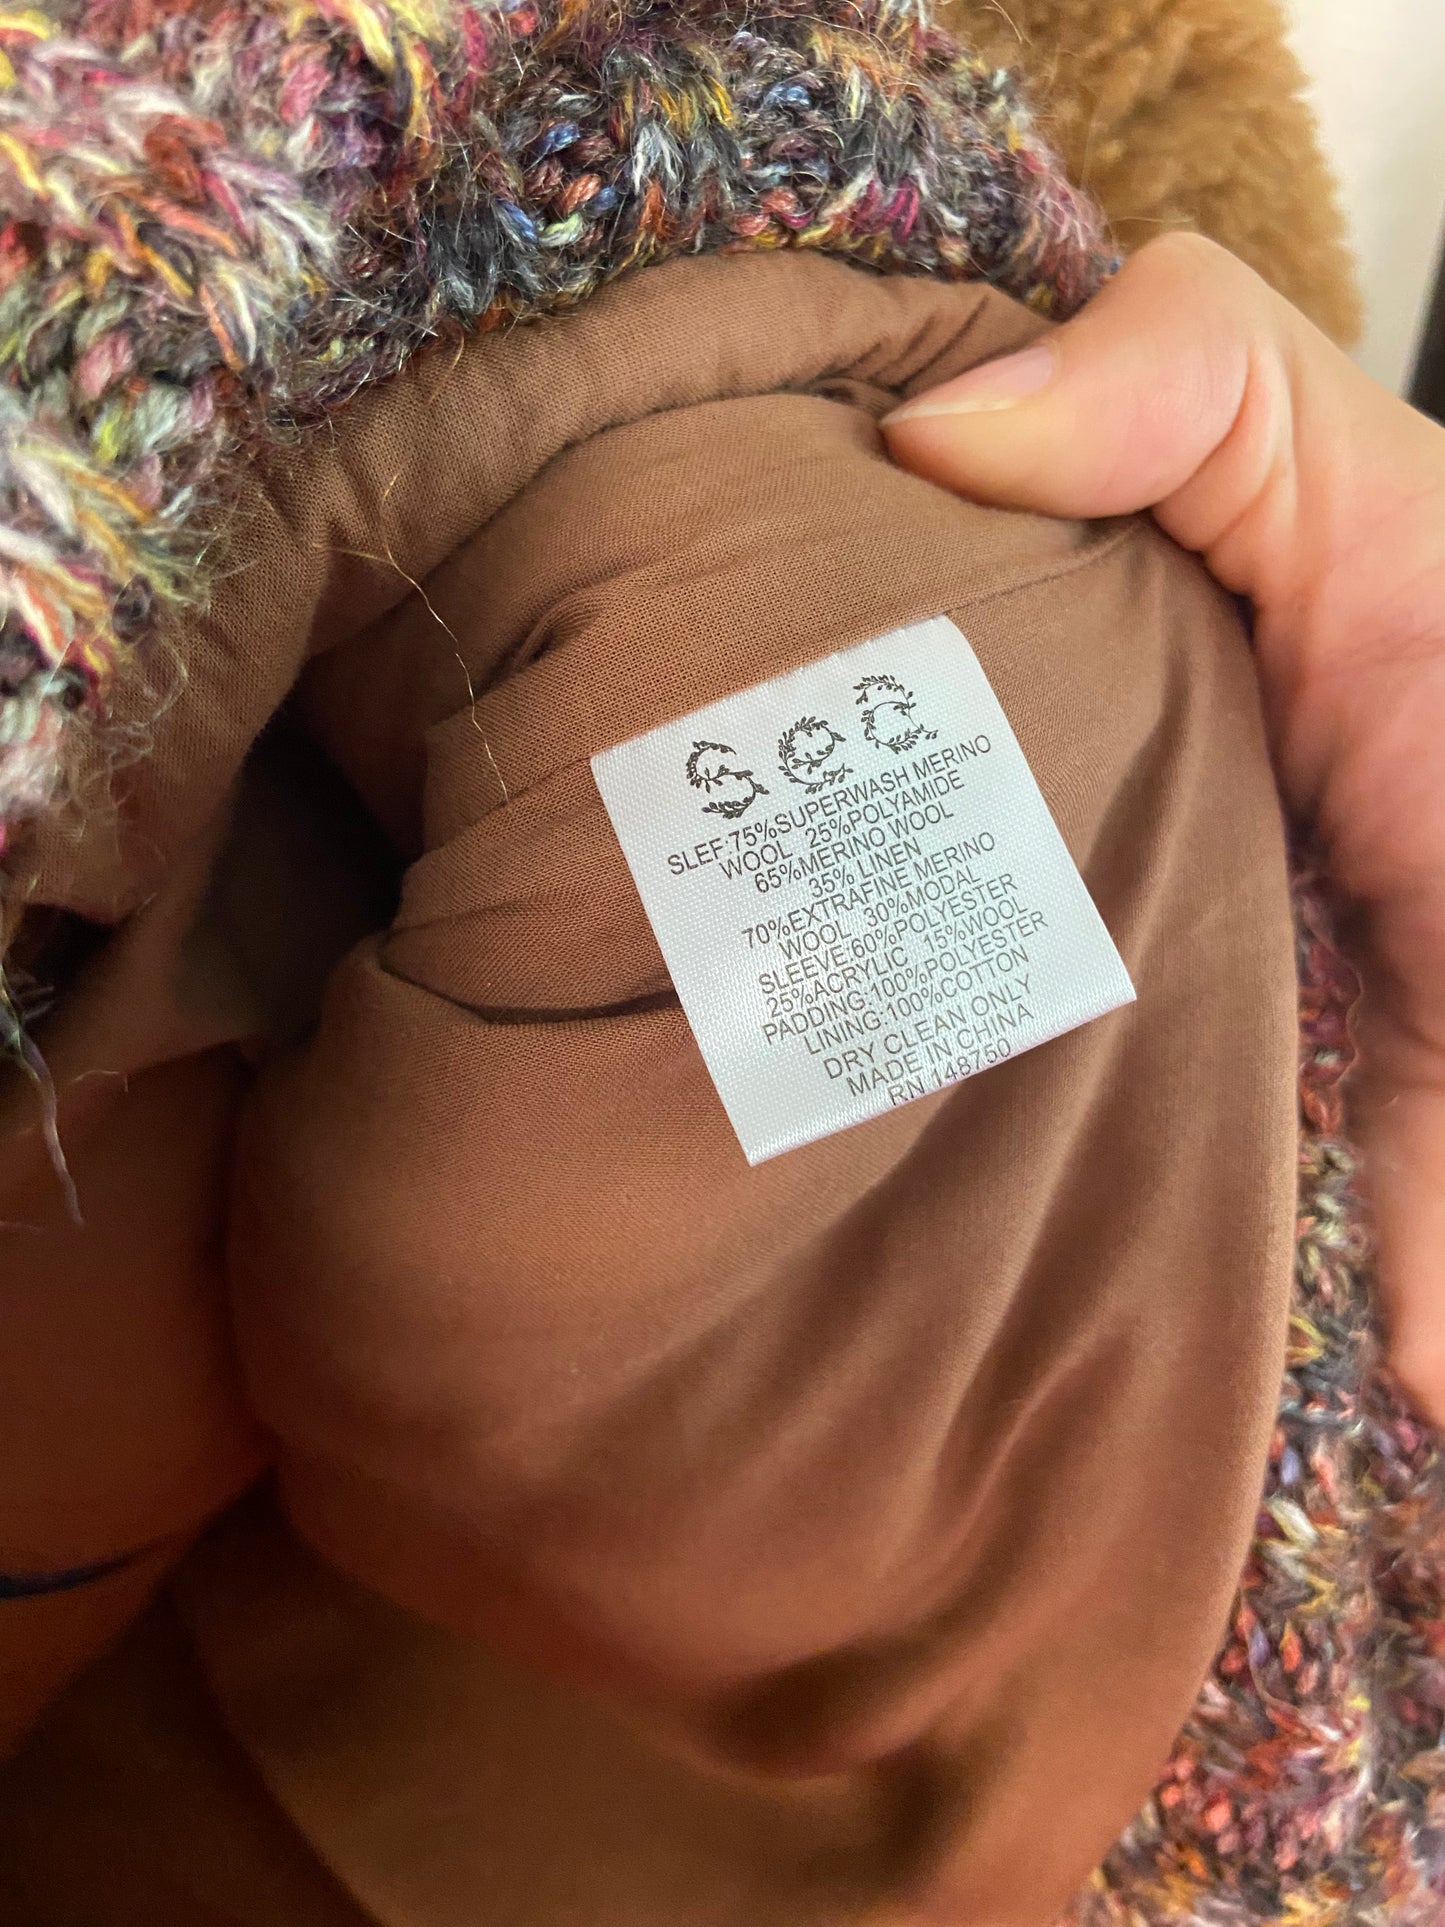 SCC
SLEF:75%SUPERWASH MERINO
WOOL 25%POLYAMIDE
65%MERINO WOOL
35% LINEN
70%EXTRAFINE MERINO
WOOL 30%MODAL
SLEEVE:60%POLYESTER
25%ACRYLIC 15%WOOL
PADDING:100%POLYESTER
LINING:100%COTTON
DRY CLEAN ONLY
MADE IN CHINA
RN 148750